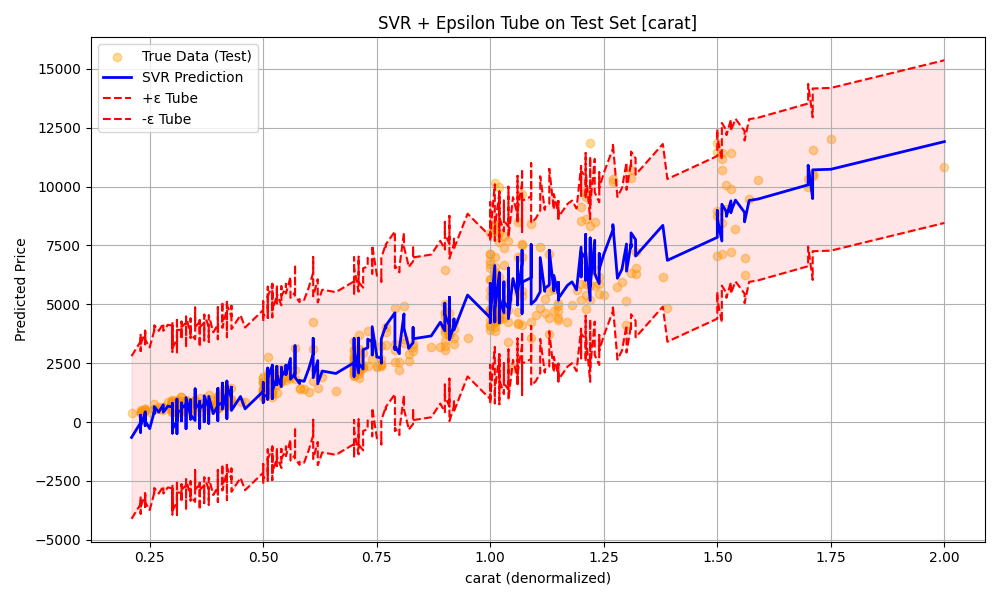 SVR + Epsilon Tube on Test Set [carat]
True Data (Test)
SVR Prediction
+ε Tube
-ε Tube
Predicted Price
15000
12500
10000
7500
5000
2500
0
−2500
−5000
0.25 0.50 0.75 1.00 1.25 1.50 1.75 2.00
carat (denormalized)